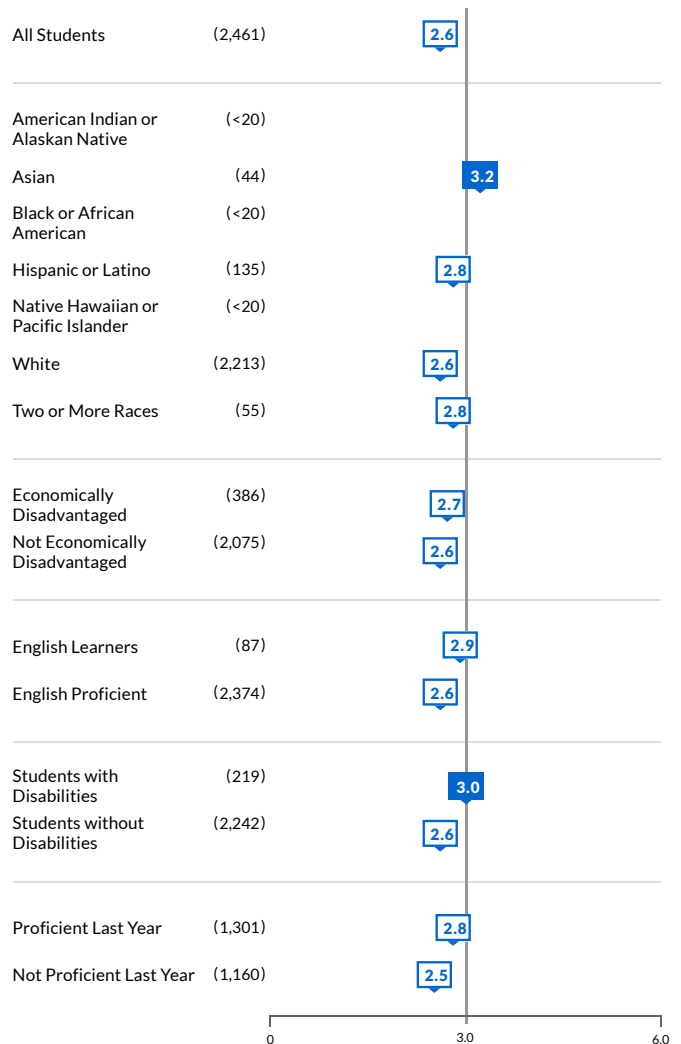 All Students (2,461) 2.6
American Indian or (<20)
Alaskan Native
Asian (44) 3.2
Black or African (<20)
American
Hispanic or Latino (135) 2.8
Native Hawaiian or (<20)
Pacific Islander
White (2,213) 2.6
Two or More Races (55) 2.8
Economically (386) 2.7
Disadvantaged
Not Economically (2,075) 2.6
Disadvantaged
English Learners (87) 2.9
English Proficient (2,374) 2.6
Students with (219) 3.0
Disabilities
Students without (2,242) 2.6
Disabilities
Proficient Last Year (1,301) 2.8
Not Proficient Last Year (1,160) 2.5
0 3.0 6.0